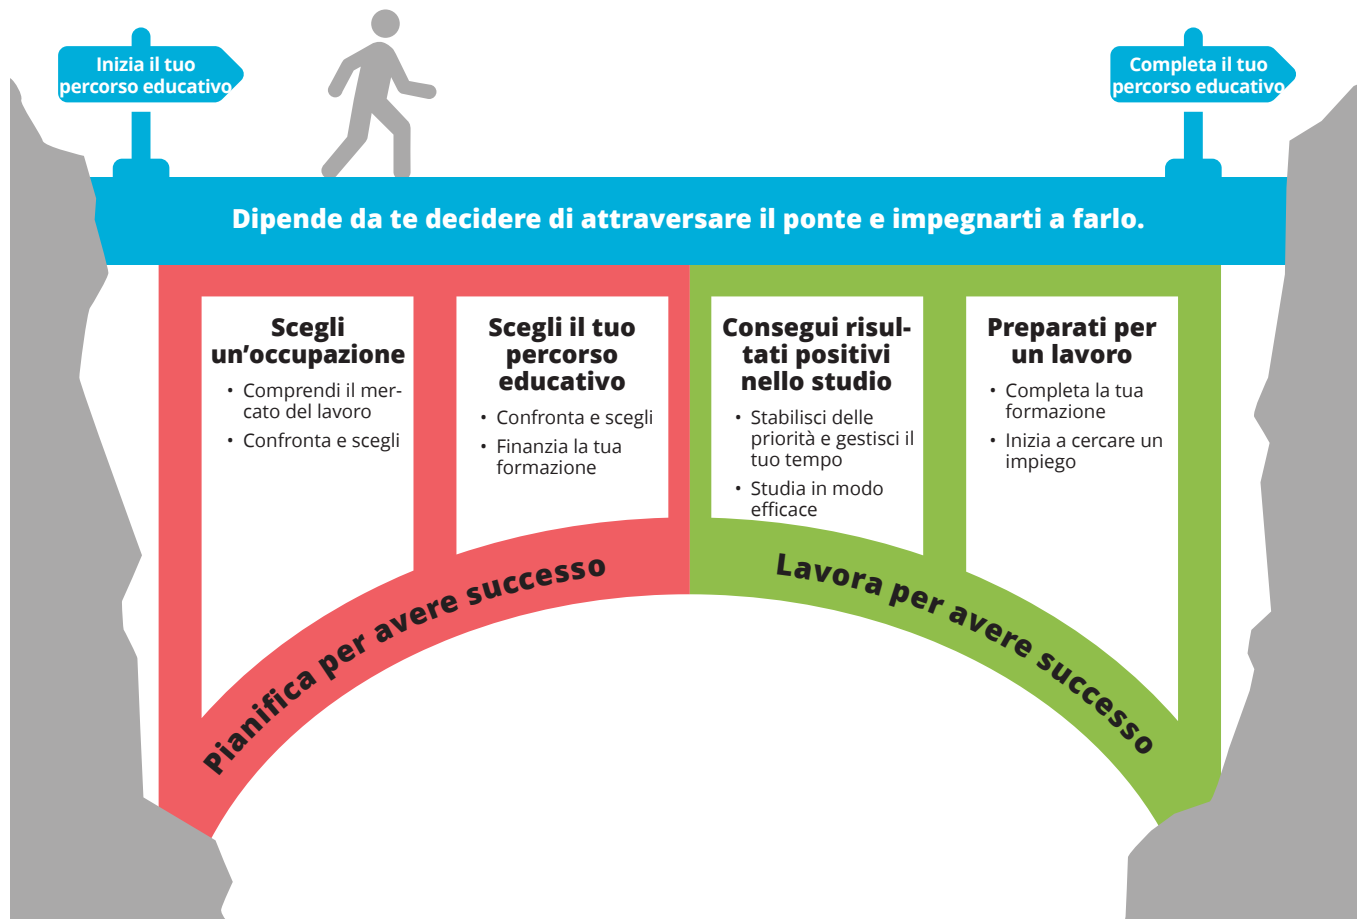 Inizia il tuo
percorso educativo
Completa il tuo
percorso educativo
Dipende da te decidere di attraversare il ponte e impegnarti a farlo.
Scegli
un’occupazione
• Comprendi il mer-
cato del lavoro
• Confronta e scegli
Scegli il tuo
percorso
educativo
• Confronta e scegli
• Finanzia la tua
formazione
Consegui risul-
tati positivi
nello studio
• Stabilisci delle
priorità e gestisci il
tuo tempo
• Studia in modo
efficace
Preparati per
un lavoro
• Completa la tua
formazione
• Inizia a cercare un
impiego
Pianifica per avere successo
Lavora per avere successo